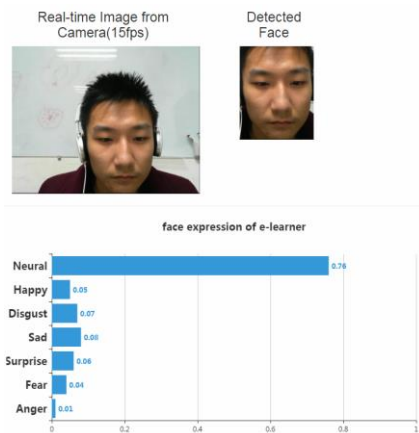 Real-time Image from
Camera(15fps)
Detected
Face
face expression of e-learner
Neural 0.76
Happy 0.05
Disgust 0.07
Sad 0.08
Surprise 0.06
Fear 0.04
Anger 0.01
0 0.2 0.4 0.6 0.8 1